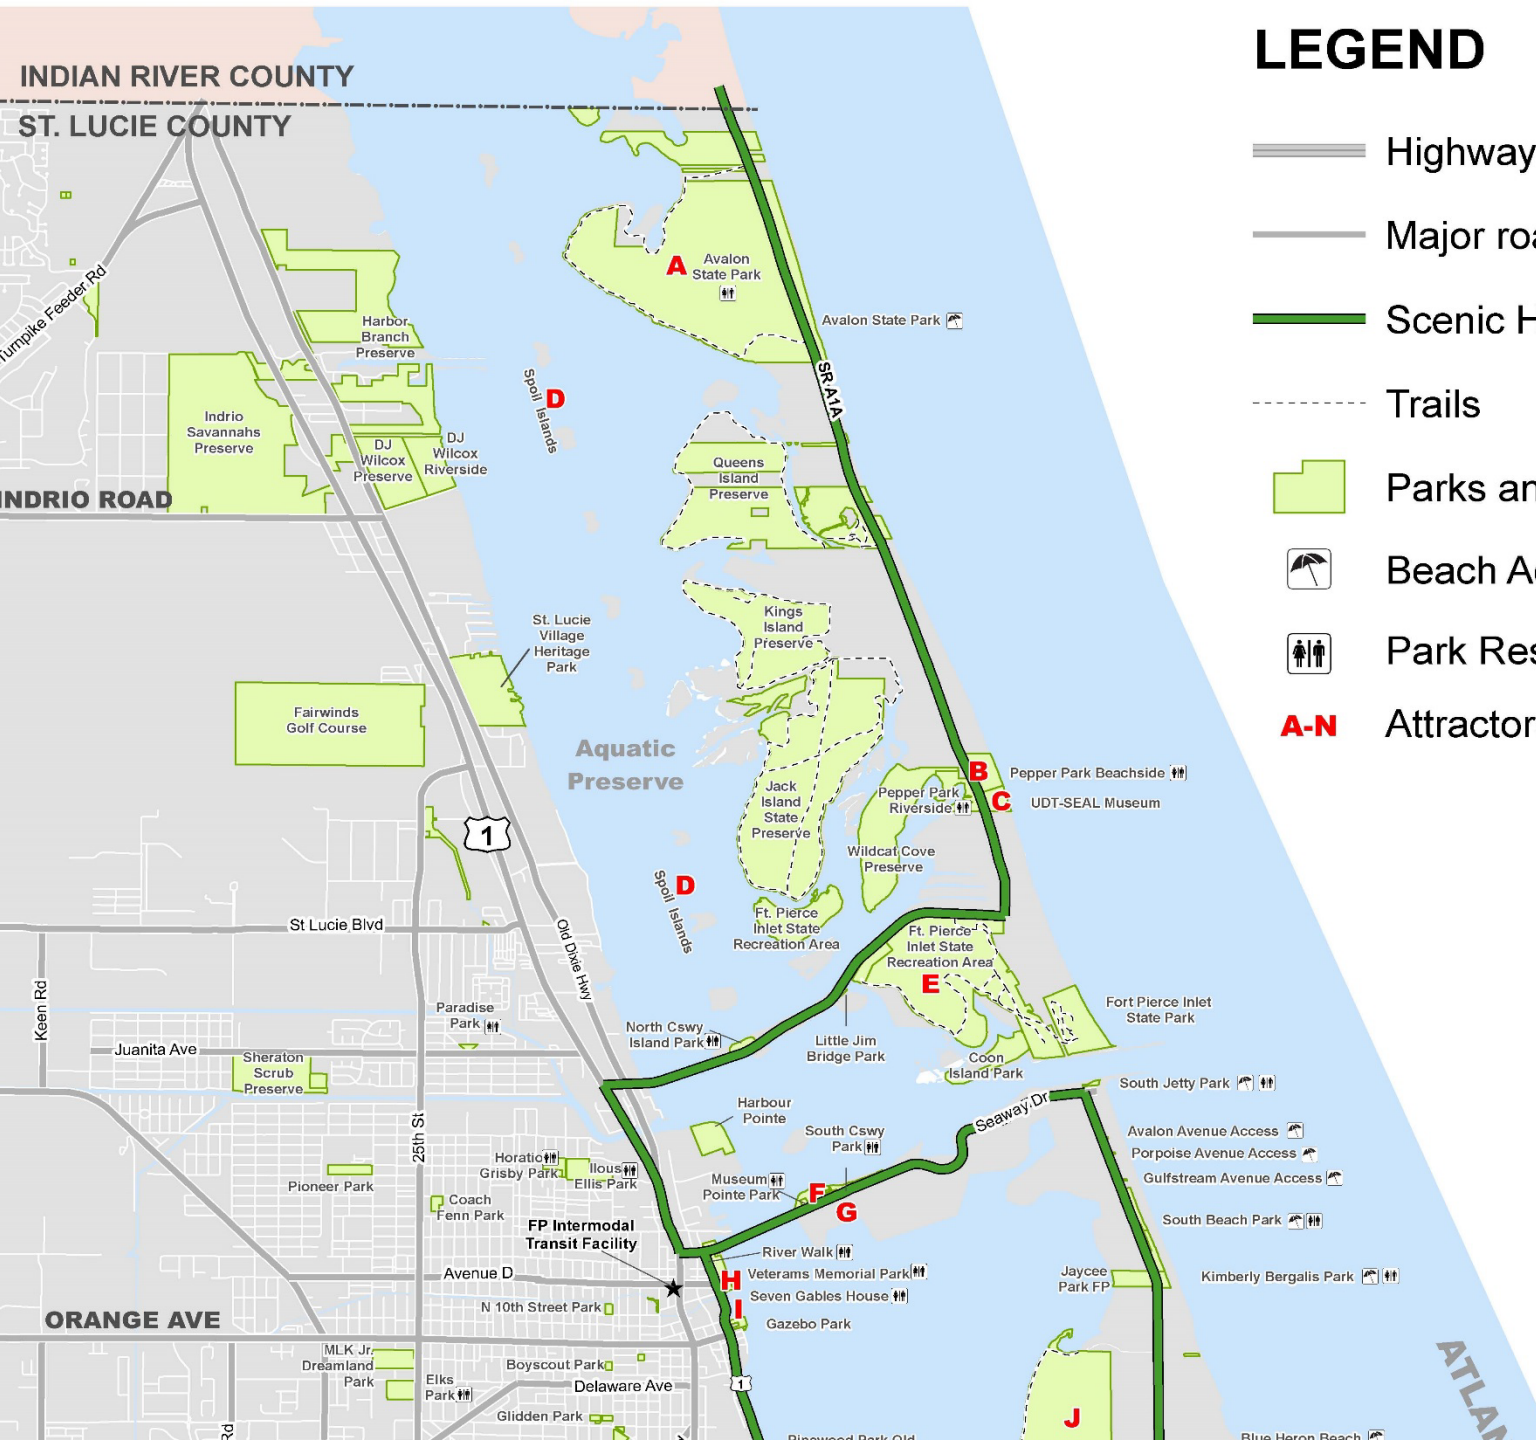 INDIAN RIVER COUNTY
ST. LUCIE COUNTY
LEGEND
Highway
Major roa
Scenic H
Trails
Parks an
Beach A
Park Res
A-N Attractor
Turnpike Feeder Rd
A
Avalon
State Park
Avalon State Park
SR A1A
Harbor
Branch
Preserve
Indrio
Savannahs
Preserve
DJ
Wilcox
Preserve
DJ
Wilcox
Riverside
D
Spoil Islands
INDRIO ROAD
Queens
Island
Preserve
St. Lucie
Village
Heritage
Park
Kings
Island
Preserve
Fairwinds
Golf Course
Aquatic
Preserve
Jack
Island
State
Preserve
B
Pepper Park Beachside
C
UDT-SEAL Museum
Pepper Park
Riverside
Wildcat Cove
Preserve
1
D
Spoil Islands
Ft. Pierce
Inlet State
Recreation Area
Ft. Pierce
Inlet State
Recreation Area
E
St Lucie Blvd
Old Dixie Hwy
Keen Rd
Paradise
Park
North Cswy
Island Park
Little Jim
Bridge Park
Fort Pierce Inlet
State Park
Coon
Island Park
Juanita Ave
Sheraton
Scrub
Preserve
South Jetty Park
Seaway Dr
Harbour
Pointe
South Cswy
Park
25th St
Avalon Avenue Access
Porpoise Avenue Access
Gulfstream Avenue Access
Horatio
Grisby Park
Ilous
Ellis Park
Pioneer Park
Museum
Pointe Park
F
G
Coach
Fenn Park
South Beach Park
FP Intermodal
Transit Facility
River Walk
H
Veterams Memorial Park
Avenue D
Seven Gables House
Jaycee
Park FP
Kimberly Bergalis Park
N 10th Street Park
I
Gazebo Park
ORANGE AVE
MLK Jr.
Dreamland
Park
Boyscout Park
Elks
Park
Delaware Ave
1
Glidden Park
J
Rd
Pinewood Park Old
Blue Heron Beach
ATLAN